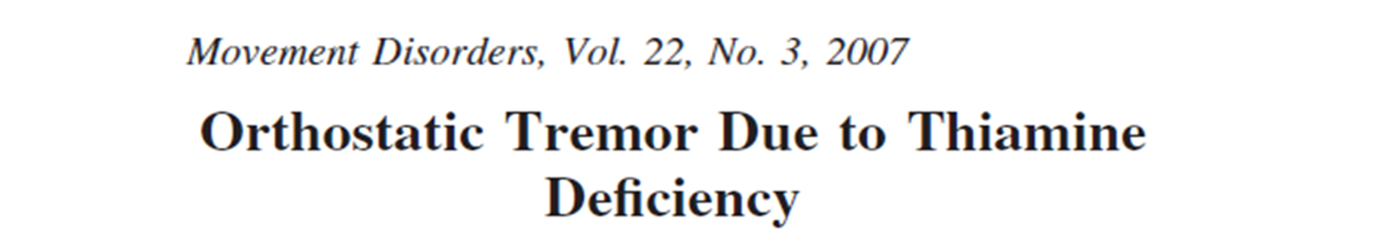 Movement Disorders, Vol. 22, No. 3, 2007
Orthostatic Tremor Due to Thiamine
Deficiency